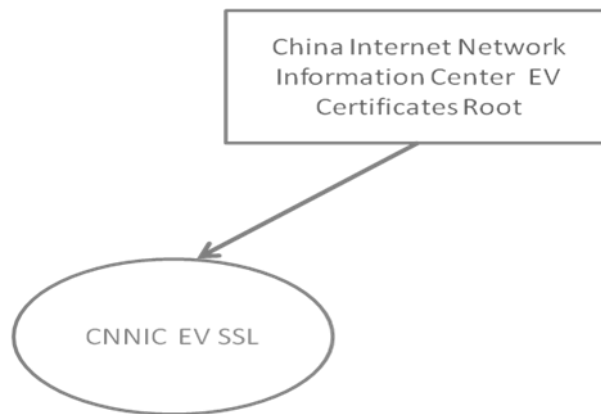 China Internet Network
Information Center EV
Certificates Root
CNNIC EV SSL